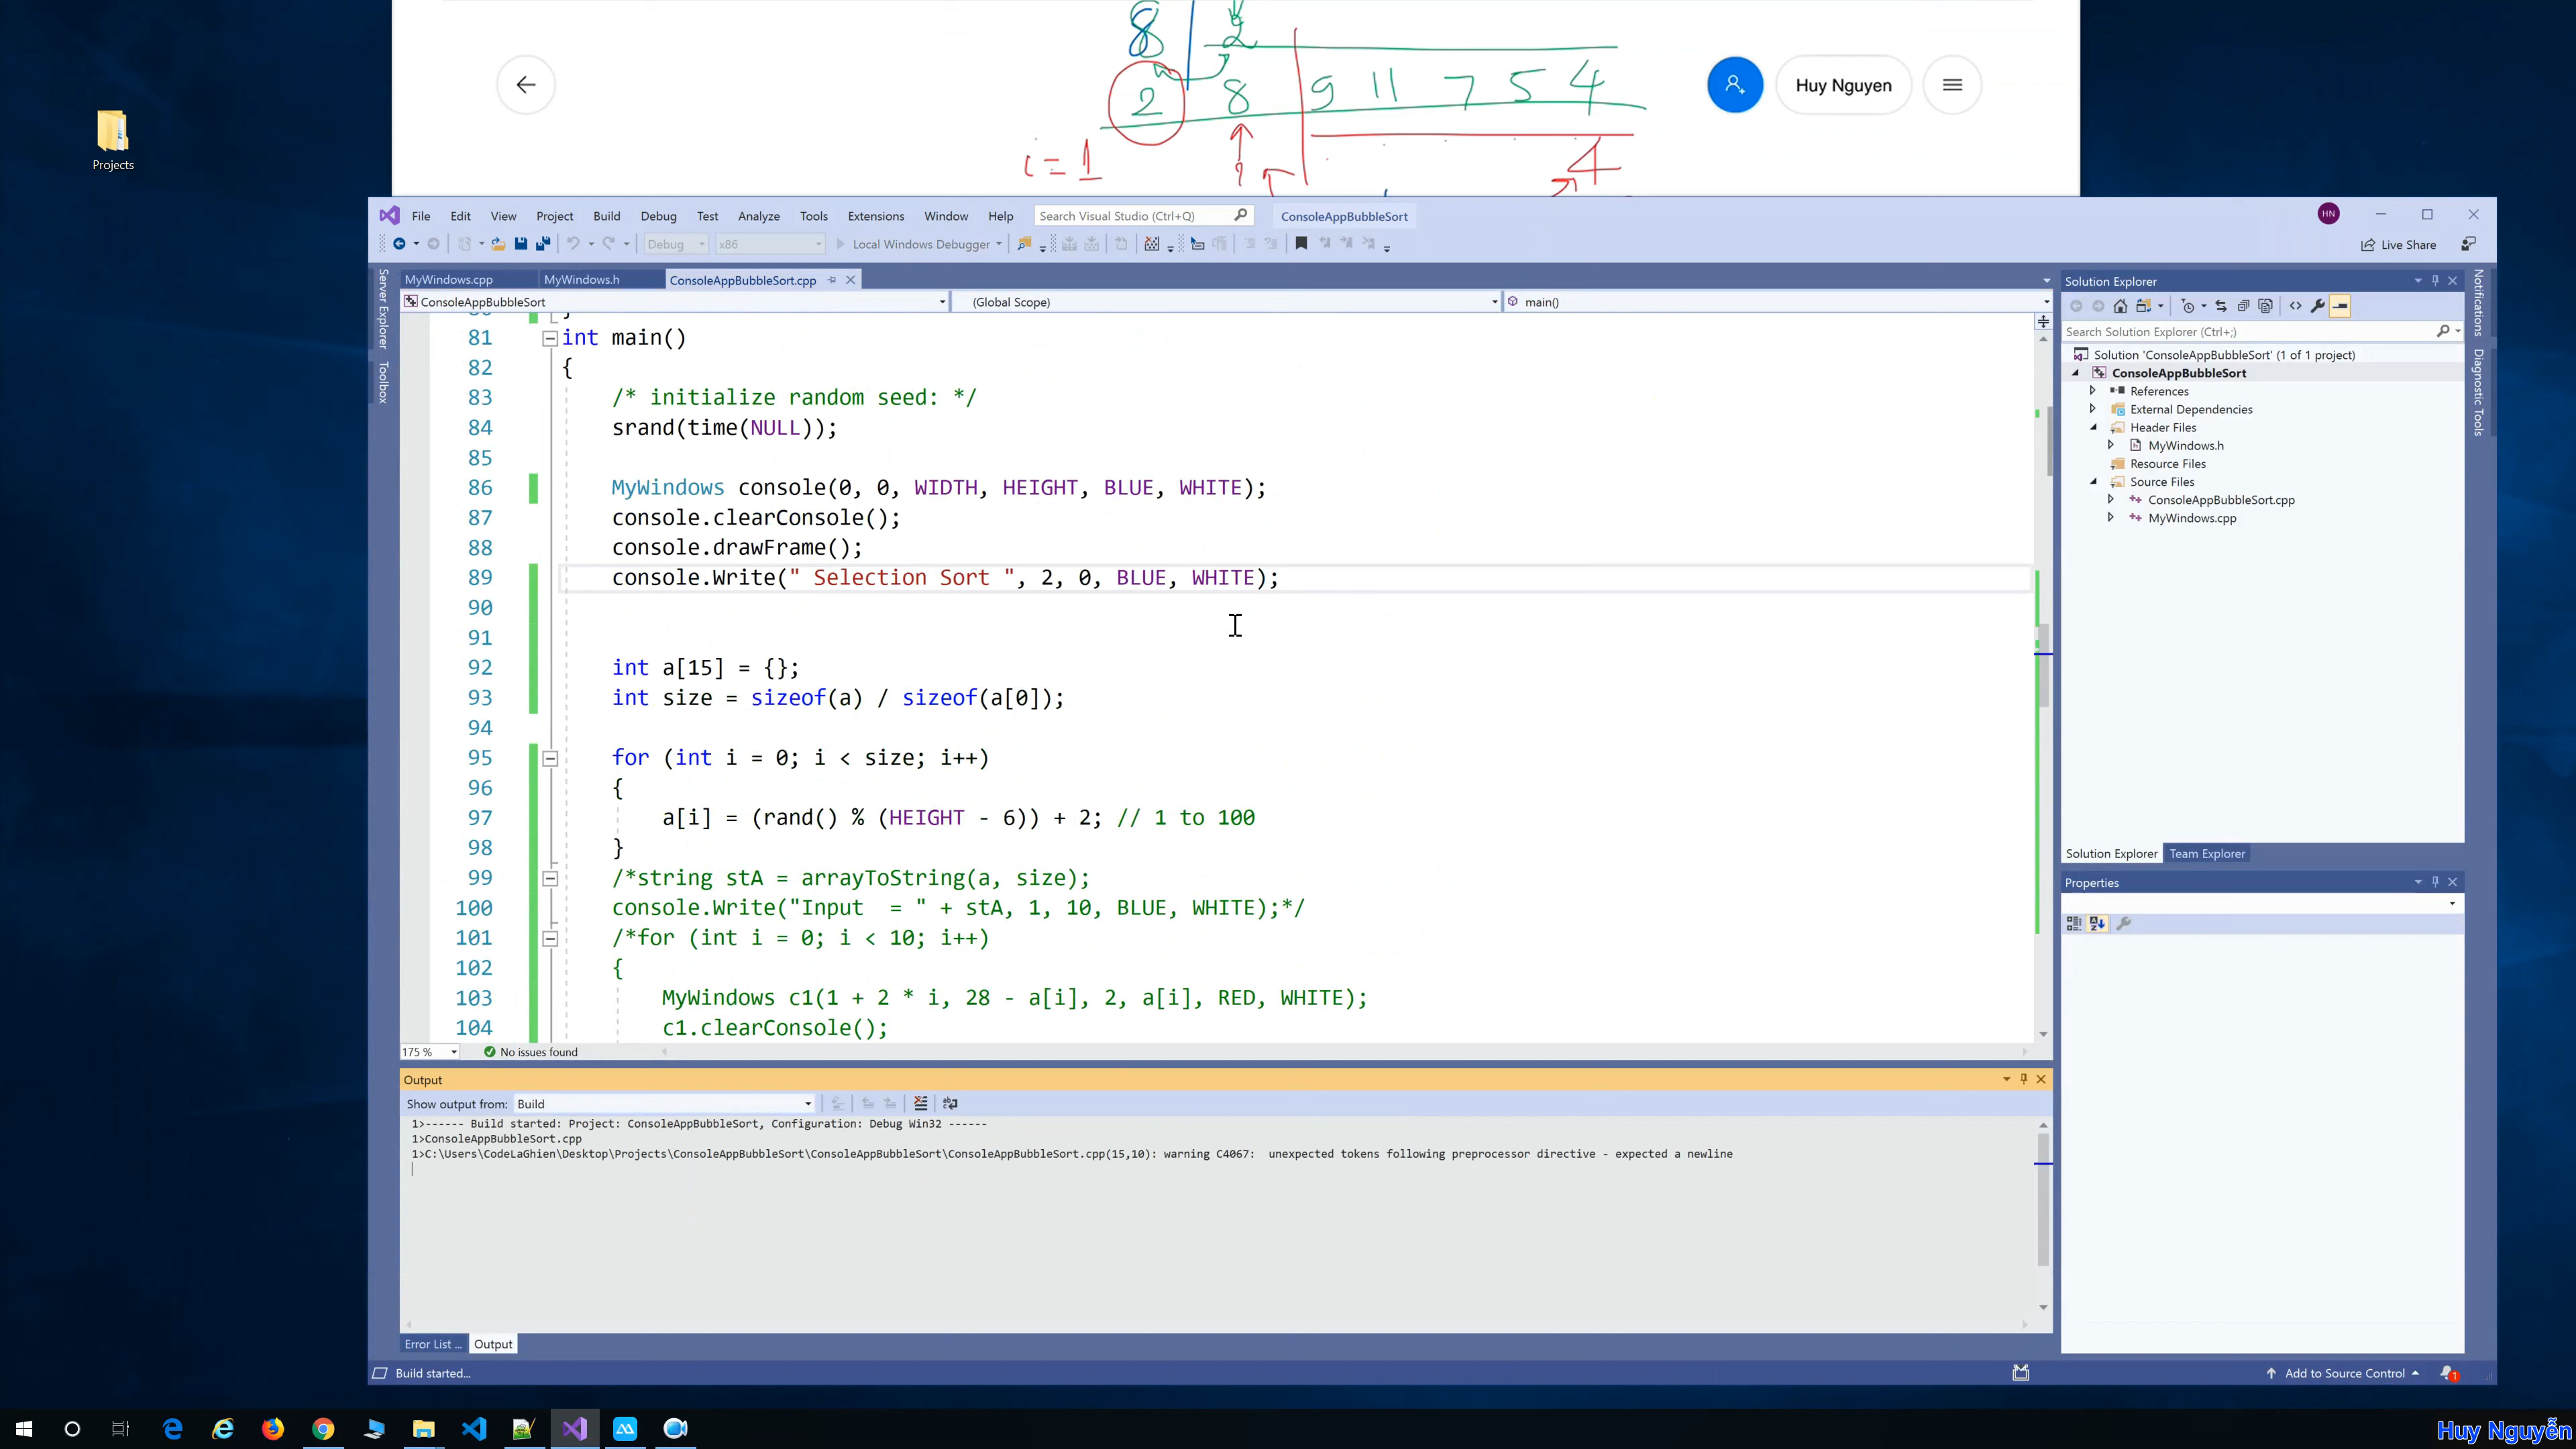 8 2
2 8 9 11 7 5 4
i = 1 4
Huy Nguyen
Projects
File Edit View Project Build Debug Test Analyze Tools Extensions Window Help Search Visual Studio (Ctrl+Q) ConsoleAppBubbleSort HN
Debug x86 Local Windows Debugger Live Share
Server Explorer
Toolbox
MyWindows.cpp MyWindows.h ConsoleAppBubbleSort.cpp
ConsoleAppBubbleSort (Global Scope) main()
81 int main()
82 {
83 /* initialize random seed: */
84 srand(time(NULL));
85
86 MyWindows console(0, 0, WIDTH, HEIGHT, BLUE, WHITE);
87 console.clearConsole();
88 console.drawFrame();
89 console.Write(" Selection Sort ", 2, 0, BLUE, WHITE);
90
91
92 int a[15] = {};
93 int size = sizeof(a) / sizeof(a[0]);
94
95 for (int i = 0; i < size; i++)
96 {
97 a[i] = (rand() % (HEIGHT - 6)) + 2; // 1 to 100
98 }
99 /*string stA = arrayToString(a, size);
100 console.Write("Input  = " + stA, 1, 10, BLUE, WHITE);*/
101 /*for (int i = 0; i < 10; i++)
102 {
103 MyWindows c1(1 + 2 * i, 28 - a[i], 2, a[i], RED, WHITE);
104 c1.clearConsole();
175 % No issues found
Output
Show output from: Build
1>------ Build started: Project: ConsoleAppBubbleSort, Configuration: Debug Win32 ------
1>ConsoleAppBubbleSort.cpp
1>C:\Users\CodeLaGhien\Desktop\Projects\ConsoleAppBubbleSort\ConsoleAppBubbleSort\ConsoleAppBubbleSort.cpp(15,10): warning C4067:  unexpected tokens following preprocessor directive - expected a newline
Error List ... Output
Build started...
Solution Explorer
Search Solution Explorer (Ctrl+;)
Solution 'ConsoleAppBubbleSort' (1 of 1 project)
ConsoleAppBubbleSort
References
External Dependencies
Header Files
MyWindows.h
Resource Files
Source Files
ConsoleAppBubbleSort.cpp
MyWindows.cpp
Solution Explorer Team Explorer
Properties
Notifications
Diagnostic Tools
Add to Source Control 1
Huy Nguyễn